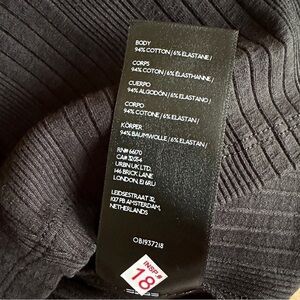 BODY
94% COTTON / 6% ELASTANE /
CORPS
94% COTON / 6% ÉLASTHANNE /
CUERPO
94% ALGODÓN / 6% ELASTANO /
CORPO
94% COTONE / 6% ELASTAN /
KÖRPER
94% BAUMWOLLE / 6% ELASTAN /
RN# 66170
CA# 32054
URBN UK LTD.
146 BRICK LANE
LONDON, E1 6RU
LEIDSESTRAAT 32,
1017 PB AMSTERDAM,
NETHERLANDS
OB1937218
INSP#
18